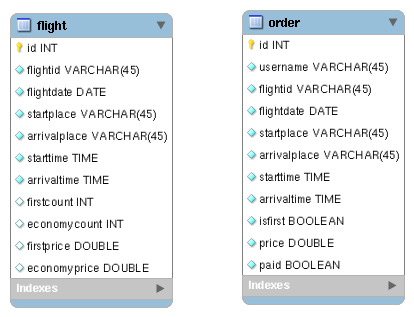 flight
id INT
flightid VARCHAR(45)
flightdate DATE
startplace VARCHAR(45)
arrivalplace VARCHAR(45)
starttime TIME
arrivaltime TIME
firstcount INT
economycount INT
firstprice DOUBLE
economyprice DOUBLE
Indexes
order
id INT
username VARCHAR(45)
flightid VARCHAR(45)
flightdate DATE
startplace VARCHAR(45)
arrivalplace VARCHAR(45)
starttime TIME
arrivaltime TIME
isfirst BOOLEAN
price DOUBLE
paid BOOLEAN
Indexes